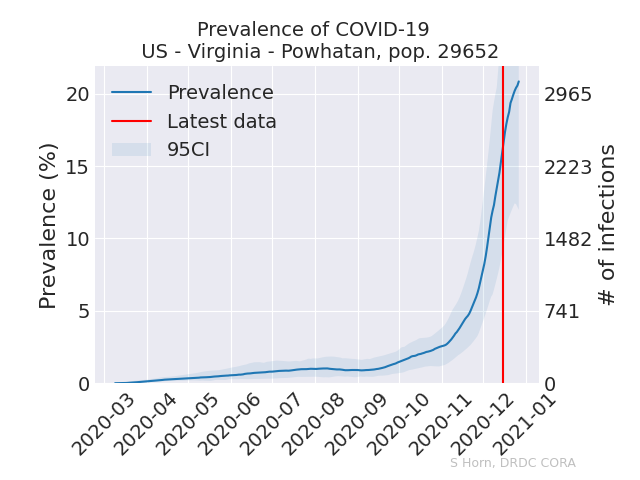 Prevalence of COVID-19
US - Virginia - Powhatan, pop. 29652
Prevalence
Latest data
95CI
Prevalence (%)
20
15
10
5
0
2965
2223
1482
741
0
# of infections
2020-03
2020-04
2020-05
2020-06
2020-07
2020-08
2020-09
2020-10
2020-11
2020-12
2021-01
S Horn, DRDC CORA